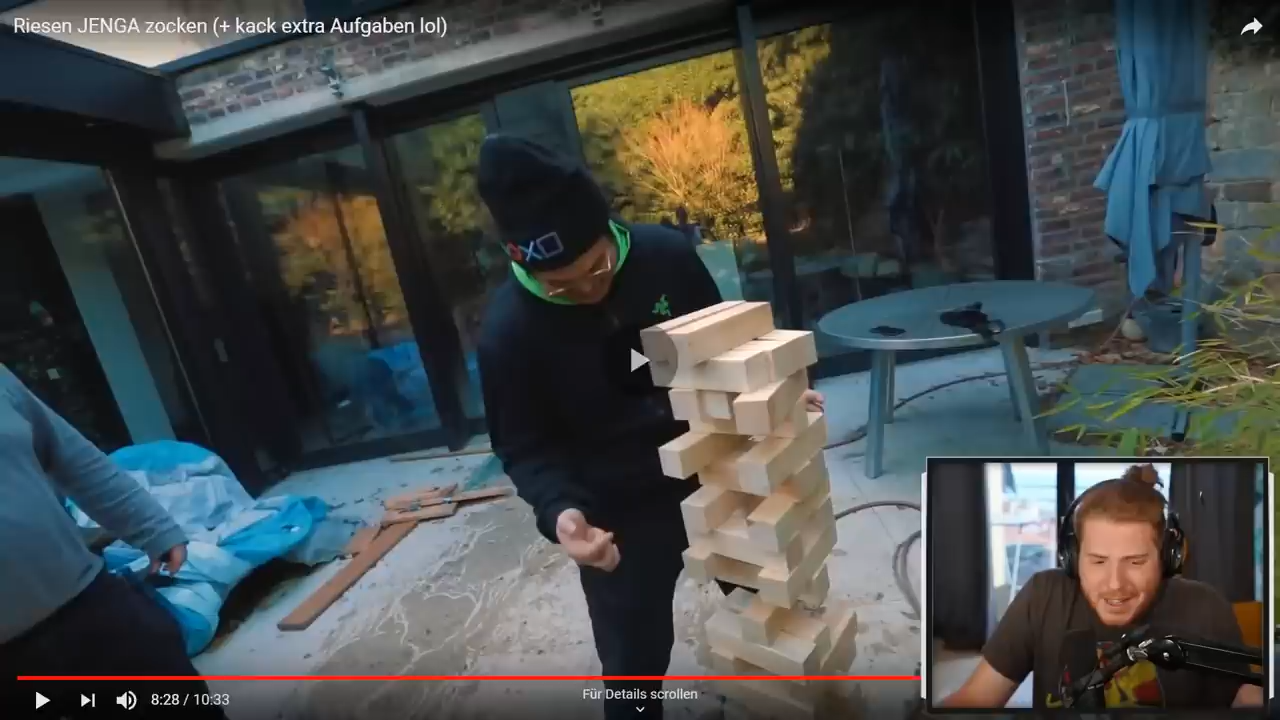 Riesen JENGA zocken (+ kack extra Aufgaben lol)
8:28 / 10:33
Für Details scrollen